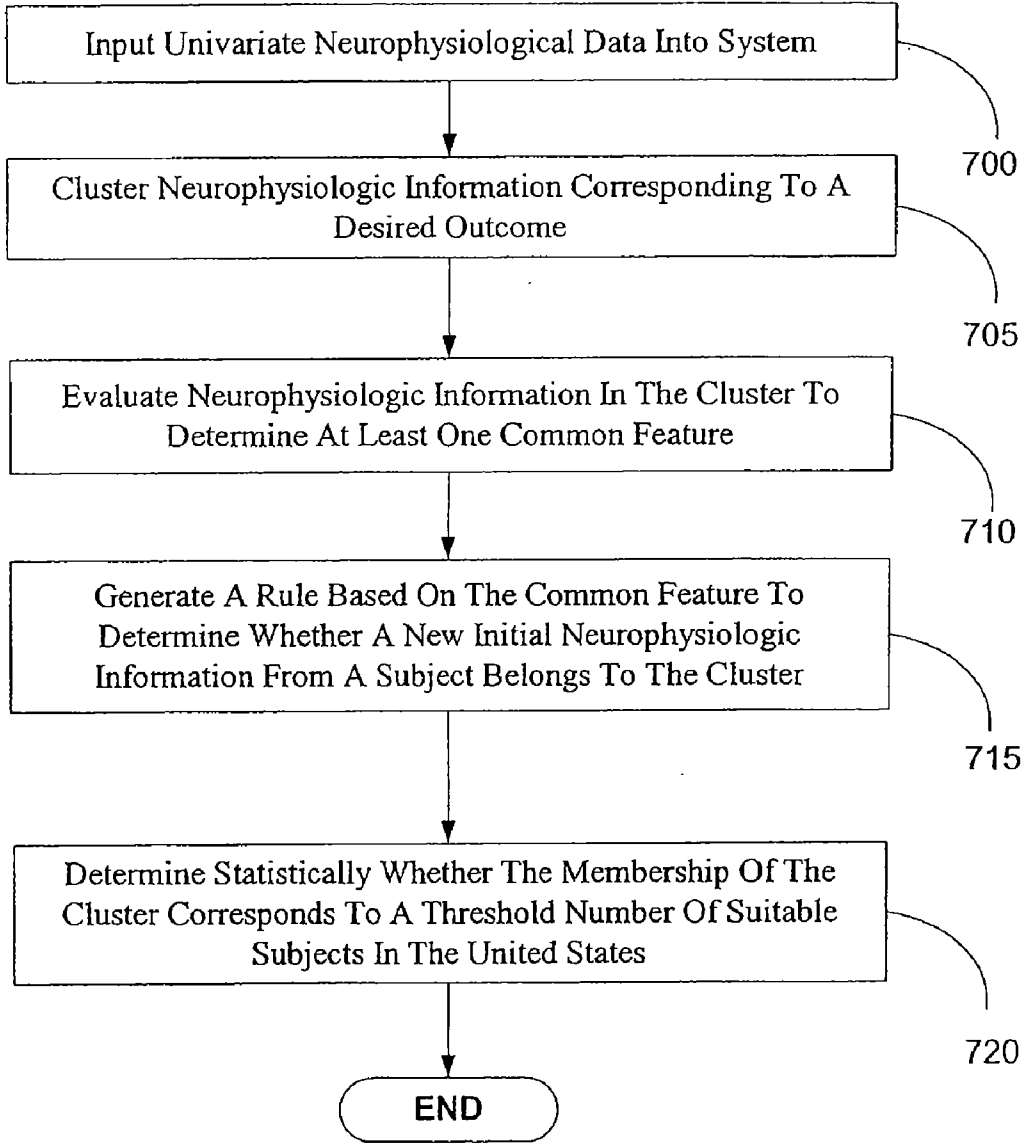 Input Univariate Neurophysiological Data Into System
700
Cluster Neurophysiologic Information Corresponding To A
Desired Outcome
705
Evaluate Neurophysiologic Information In The Cluster To
Determine At Least One Common Feature
710
Generate A Rule Based On The Common Feature To
Determine Whether A New Initial Neurophysiologic
Information From A Subject Belongs To The Cluster
715
Determine Statistically Whether The Membership Of The
Cluster Corresponds To A Threshold Number Of Suitable
Subjects In The United States
720
END